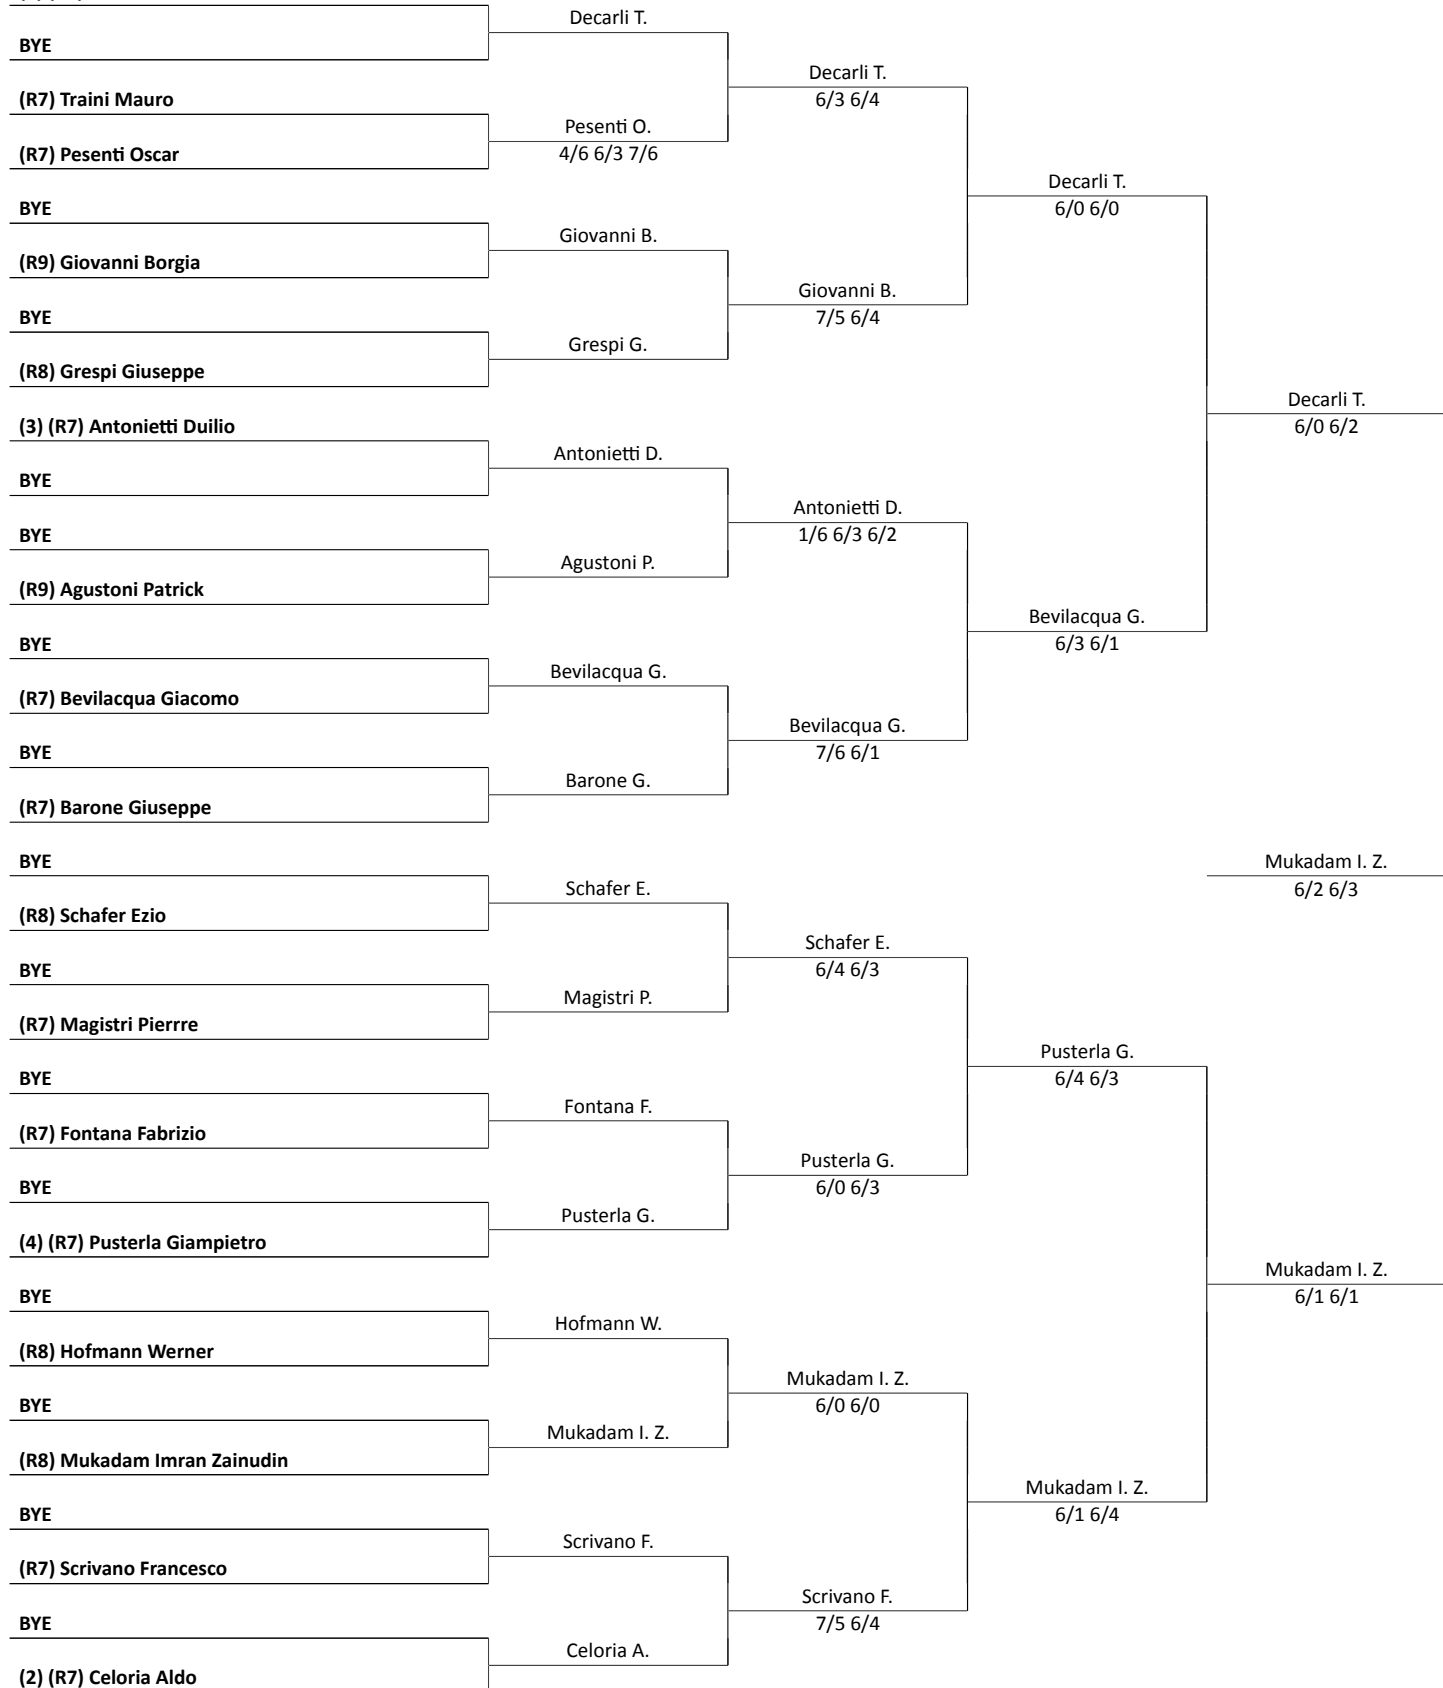 Decarli T.
BYE
Decarli T.
(R7) Traini Mauro
6/3 6/4
Pesenti O.
(R7) Pesenti Oscar
4/6 6/3 7/6
Decarli T.
BYE
6/0 6/0
Giovanni B.
(R9) Giovanni Borgia
Giovanni B.
BYE
7/5 6/4
Grespi G.
(R8) Grespi Giuseppe
Decarli T.
(3) (R7) Antonietti Duilio
6/0 6/2
Antonietti D.
BYE
Antonietti D.
BYE
1/6 6/3 6/2
Agustoni P.
(R9) Agustoni Patrick
Bevilacqua G.
BYE
6/3 6/1
Bevilacqua G.
(R7) Bevilacqua Giacomo
Bevilacqua G.
BYE
7/6 6/1
Barone G.
(R7) Barone Giuseppe
BYE
Mukadam I. Z.
6/2 6/3
Schafer E.
(R8) Schafer Ezio
Schafer E.
BYE
6/4 6/3
Magistri P.
(R7) Magistri Pierrre
Pusterla G.
BYE
6/4 6/3
Fontana F.
(R7) Fontana Fabrizio
Pusterla G.
BYE
6/0 6/3
Pusterla G.
(4) (R7) Pusterla Giampietro
Mukadam I. Z.
BYE
6/1 6/1
Hofmann W.
(R8) Hofmann Werner
Mukadam I. Z.
BYE
6/0 6/0
Mukadam I. Z.
(R8) Mukadam Imran Zainudin
Mukadam I. Z.
BYE
6/1 6/4
Scrivano F.
(R7) Scrivano Francesco
Scrivano F.
BYE
7/5 6/4
Celoria A.
(2) (R7) Celoria Aldo